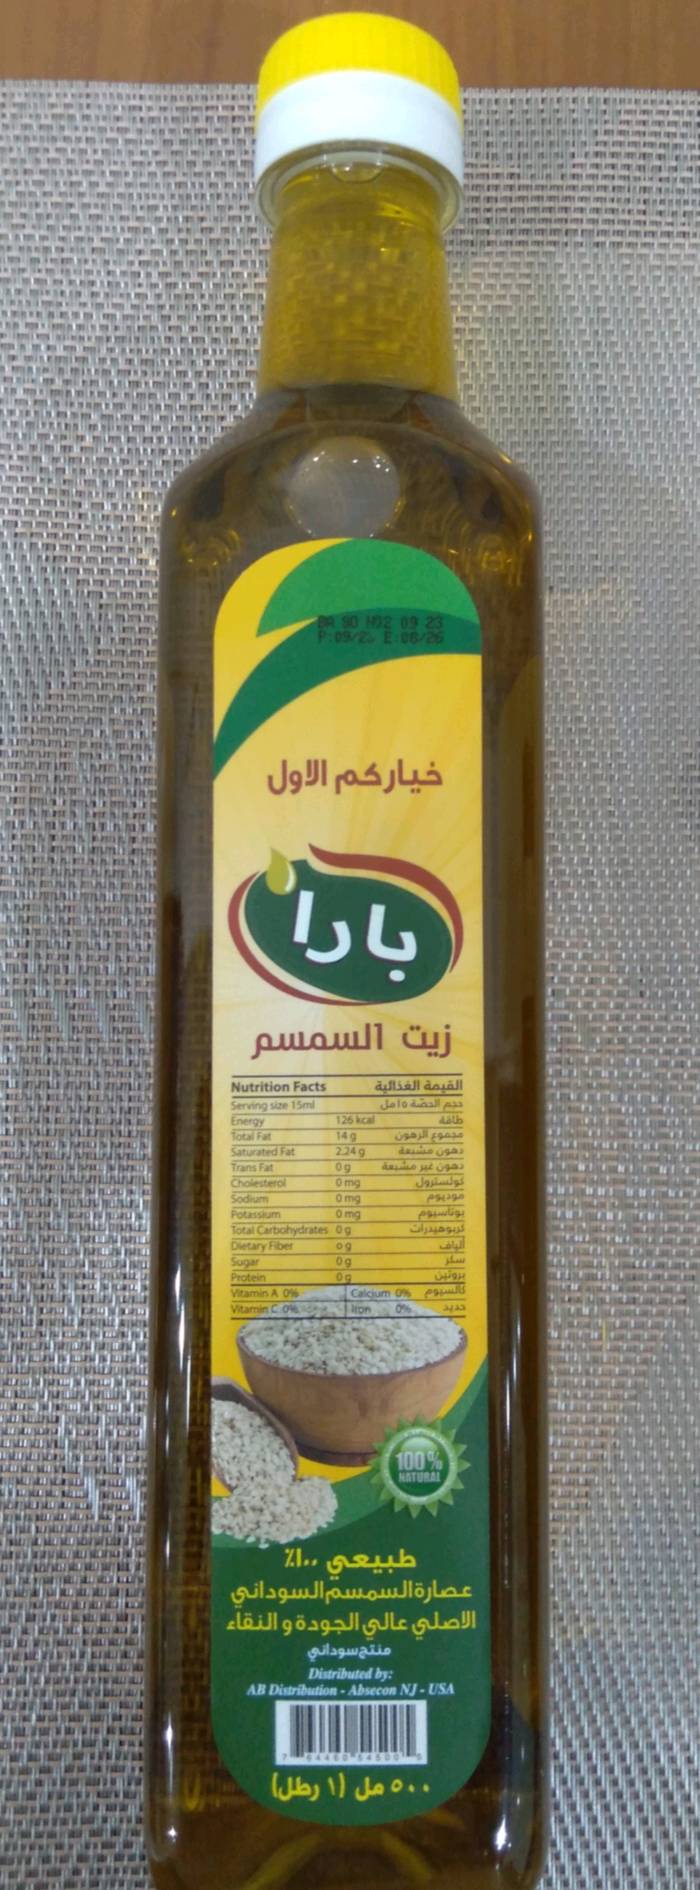 BA 90 H02 09 23
E:08/26
خياركم الاول
بارا
زيت السمسم
Nutrition Facts القيمة الغذائية
Serving size 15ml حجم الحصّة ١٥مل
Energy 126 kcal طاقة
Total Fat 14 g مجموع الدهون
Saturated Fat 2.24 g دهون مشبعة
Trans Fat 0 g دهون غير مشبعة
Cholesterol 0 mg كولسترول
Sodium 0 mg صوديوم
Potassium 0 mg بوتاسيوم
Total Carbohydrates 0 g كربوهيدرات
Dietary Fiber 0 g ألياف
Sugar 0 g سكر
Protein 0 g بروتين
Vitamin A 0% Calcium 0% كالسيوم
Vitamin C 0% Iron 0% حديد
100%
NATURAL
طبيعي ١٠٠٪
عصارة السمسم السوداني
الاصلي عالي الجودة و النقاء
منتج سوداني
Distributed by:
AB Distribution - Absecon NJ - USA
٥٠٠ مل (١ رطل)